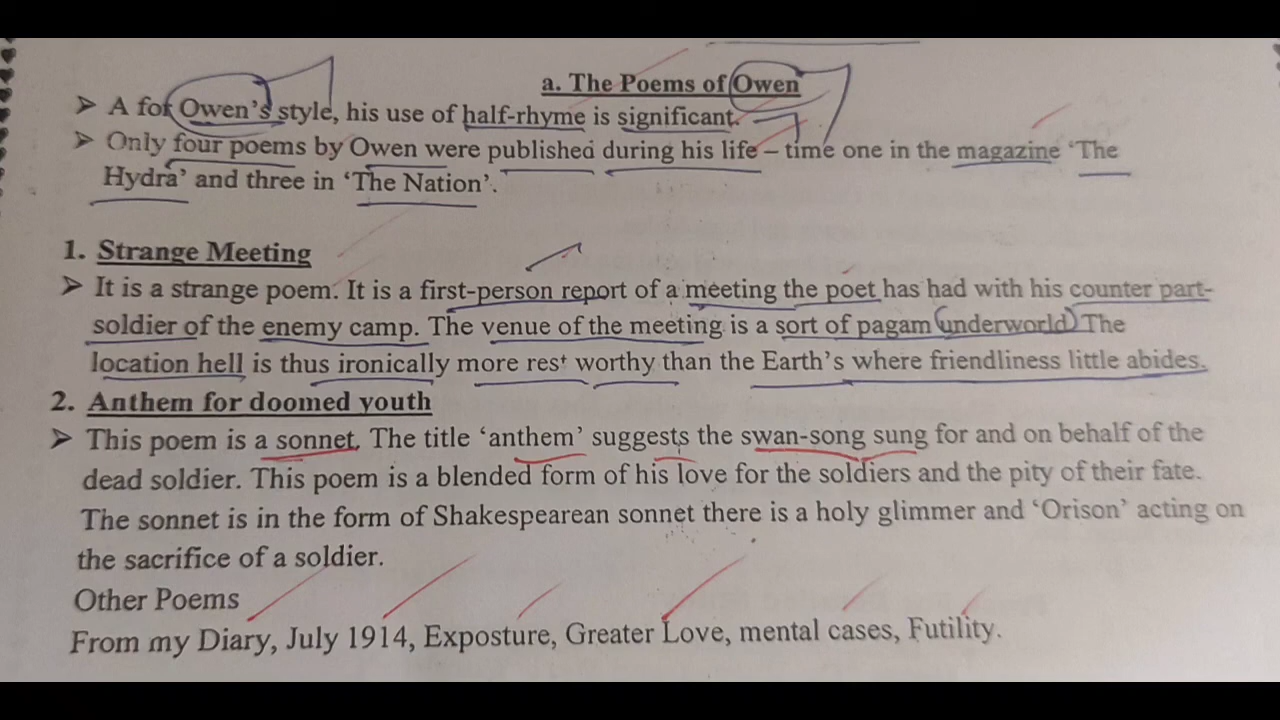 a. The Poems of Owen
➤ A for Owen's style, his use of half-rhyme is significant.
➤ Only four poems by Owen were published during his life – time one in the magazine 'The
Hydra' and three in 'The Nation'.
1. Strange Meeting
➤ It is a strange poem. It is a first-person report of a meeting the poet has had with his counter part-
soldier of the enemy camp. The venue of the meeting is a sort of pagam (underworld) The
location hell is thus ironically more rest worthy than the Earth's where friendliness little abides.
2. Anthem for doomed youth
➤ This poem is a sonnet. The title 'anthem' suggests the swan-song sung for and on behalf of the
dead soldier. This poem is a blended form of his love for the soldiers and the pity of their fate.
The sonnet is in the form of Shakespearean sonnet there is a holy glimmer and 'Orison' acting on
the sacrifice of a soldier.
Other Poems
From my Diary, July 1914, Exposture, Greater Love, mental cases, Futility.